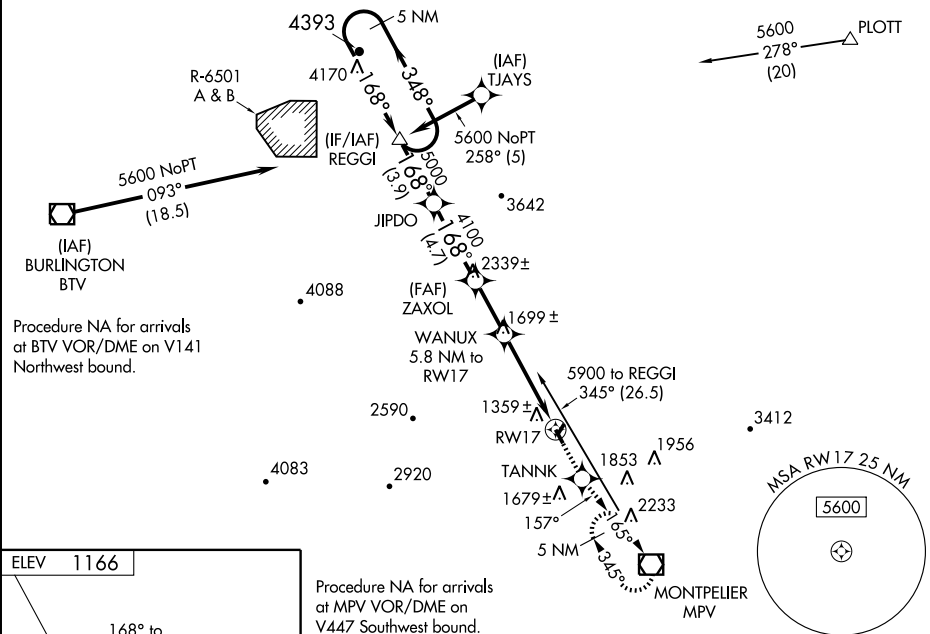 4393
5 NM
5600
278°
(20)
PLOTT
4170
168°
348°
(IAF)
TJAYS
R-6501
A & B
(IF/IAF)
REGGI
5600 NoPT
258° (5)
5600 NoPT
093°
(18.5)
168°
5000
(3.9)
3642
JIPDO
(IAF)
BURLINGTON
BTV
168°
4100
(4.7)
2339±
(FAF)
ZAXOL
4088
Procedure NA for arrivals
at BTV VOR/DME on V141
Northwest bound.
1699±
WANUX
5.8 NM to
RW17
5900 to REGGI
345° (26.5)
2590
1359±
RW17
3412
1956
TANNK
1853
4083
2920
1679±
157°
2233
165°
5 NM
345°
MONTPELIER
MPV
MSA RW17 25 NM
5600
ELEV 1166
168° to
Procedure NA for arrivals
at MPV VOR/DME on
V447 Southwest bound.